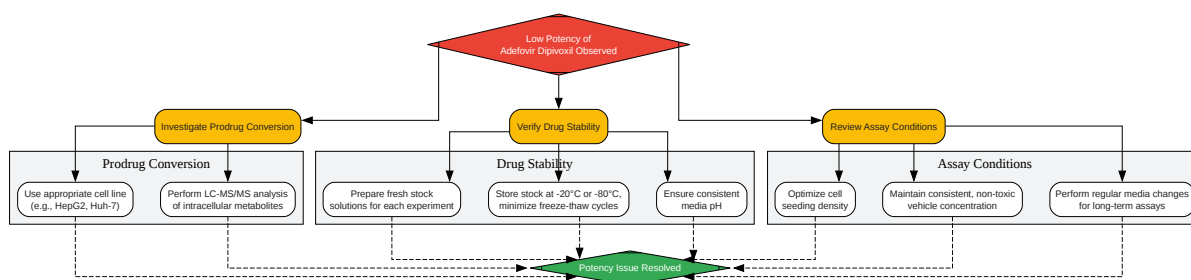 Low Potency of
Adefovir Dipivoxil Observed
Investigate Prodrug Conversion
Verify Drug Stability
Review Assay Conditions
Prodrug Conversion
Drug Stability
Assay Conditions
Use appropriate cell line
(e.g., HepG2, Huh-7)
Perform LC-MS/MS analysis
of intracellular metabolites
Prepare fresh stock
solutions for each experiment
Store stock at -20°C or -80°C,
minimize freeze-thaw cycles
Ensure consistent
media pH
Optimize cell
seeding density
Maintain consistent, non-toxic
vehicle concentration
Perform regular media changes
for long-term assays
Potency Issue Resolved